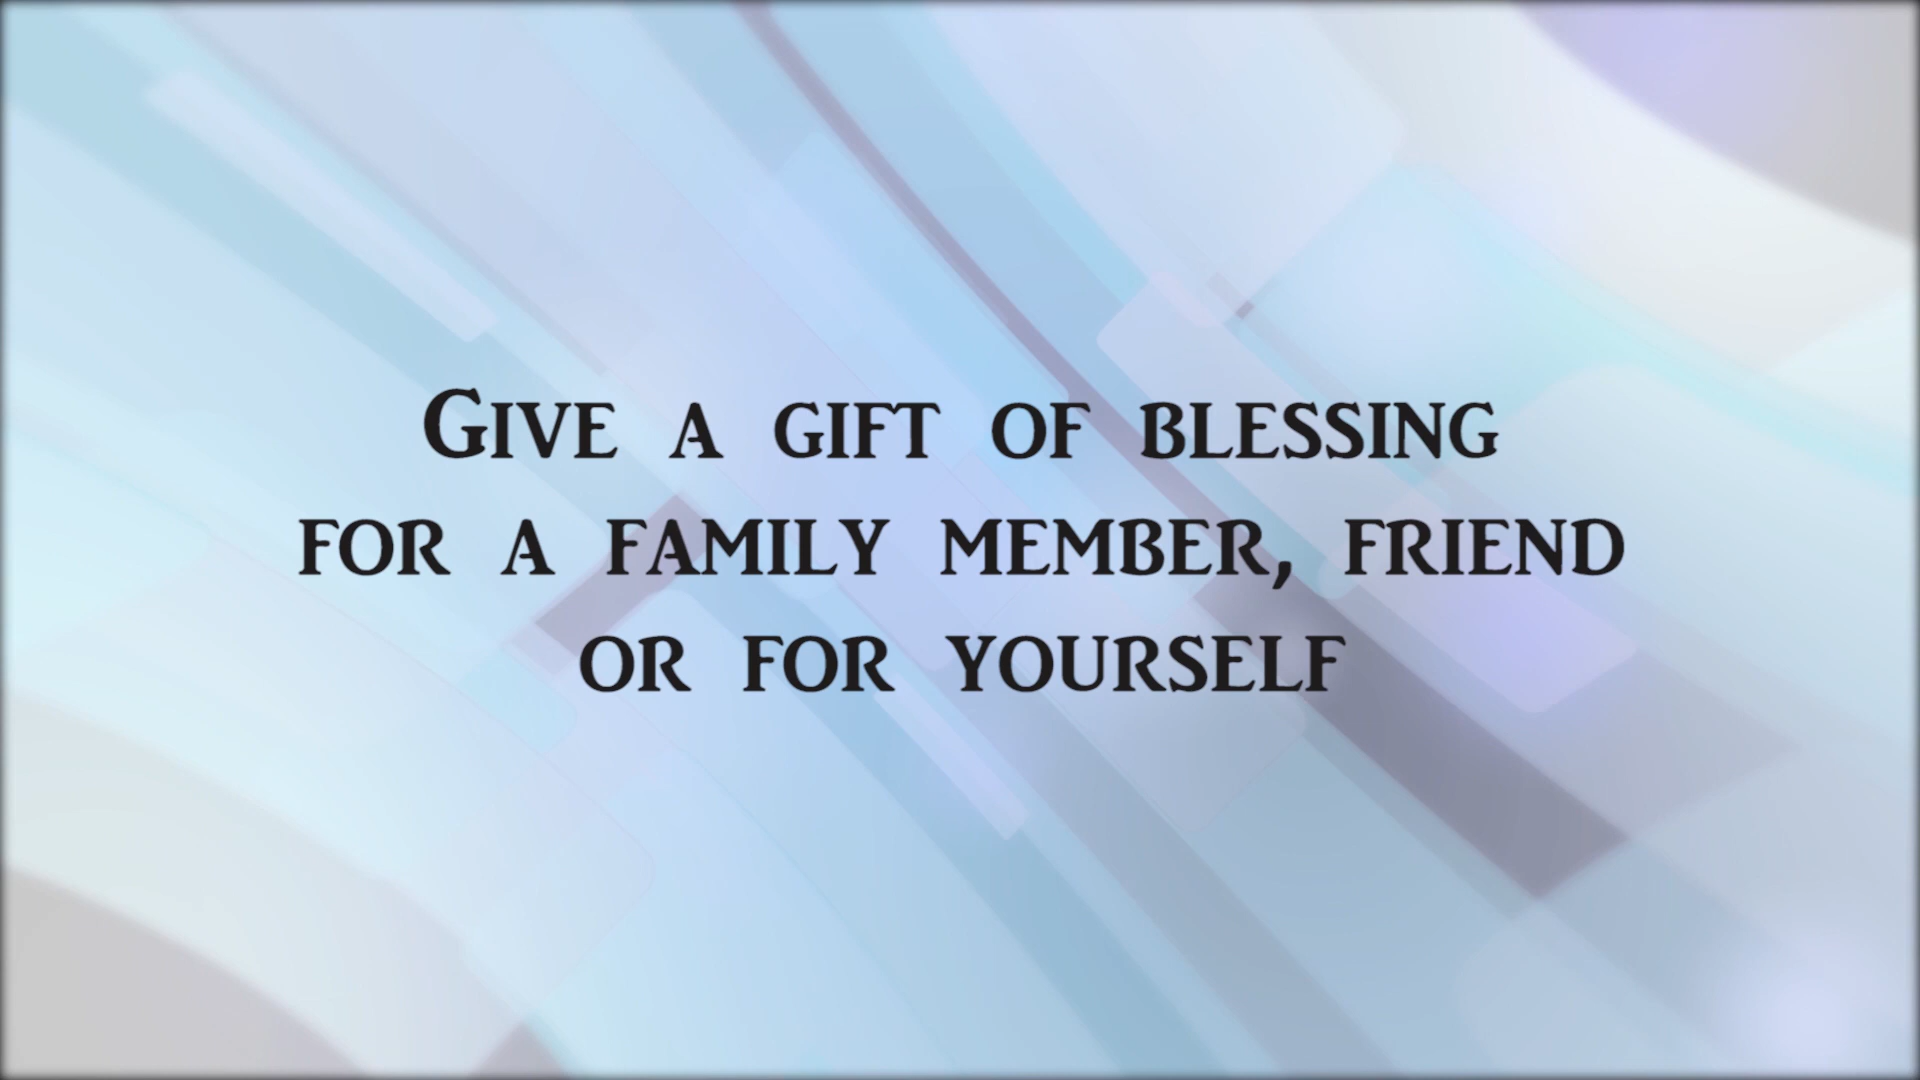 Give a gift of blessing
for a family member, friend
or for yourself